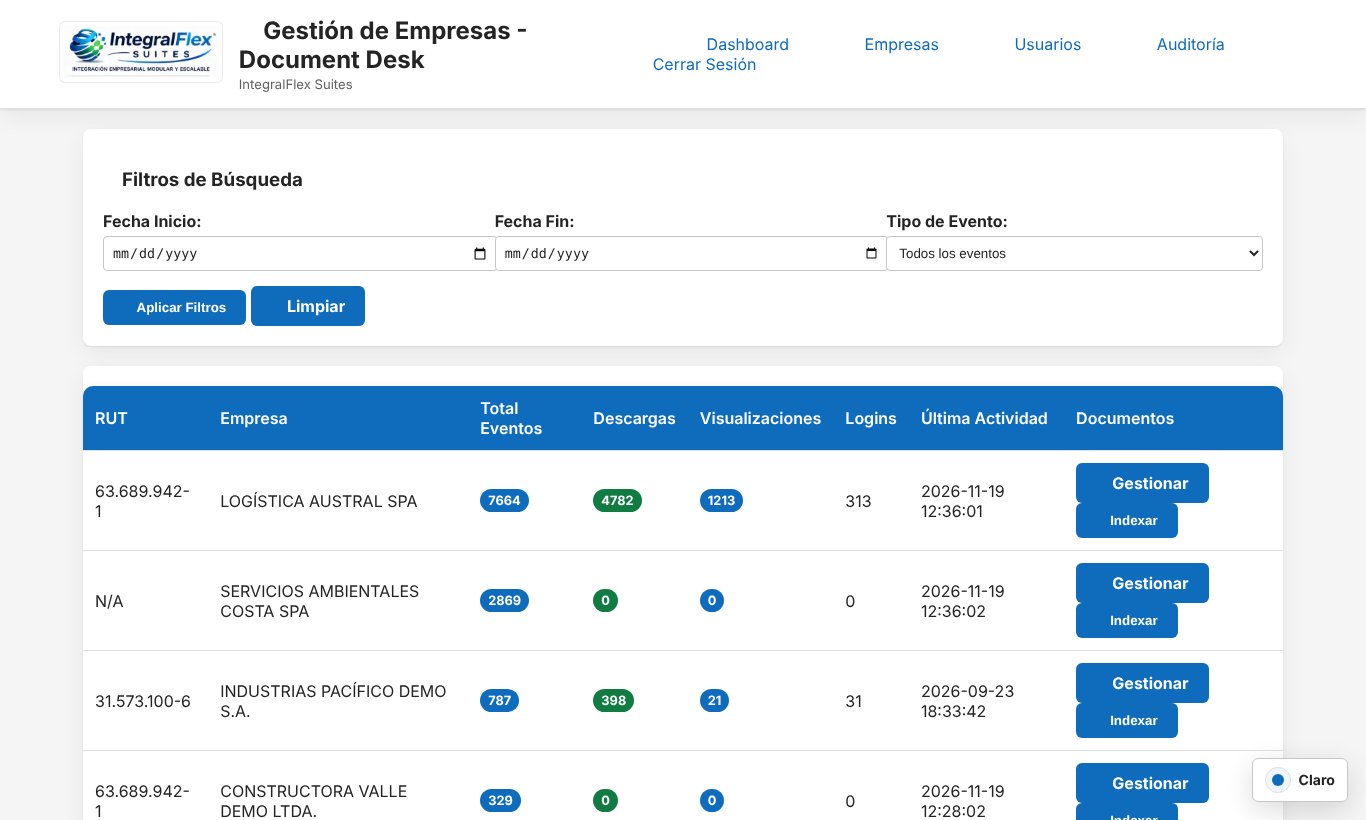 IntegralFlex
SUITES
INTEGRACIÓN EMPRESARIAL MODULAR Y ESCALABLE
Gestión de Empresas -
Document Desk
IntegralFlex Suites
Dashboard Empresas Usuarios Auditoría
Cerrar Sesión
Filtros de Búsqueda
Fecha Inicio: Fecha Fin: Tipo de Evento:
mm/dd/yyyy mm/dd/yyyy Todos los eventos
Aplicar Filtros Limpiar
RUT Empresa Total Eventos Descargas Visualizaciones Logins Última Actividad Documentos
63.689.942-1 LOGÍSTICA AUSTRAL SPA 7664 4782 1213 313 2026-11-19 12:36:01 Gestionar
Indexar
N/A SERVICIOS AMBIENTALES COSTA SPA 2869 0 0 0 2026-11-19 12:36:02 Gestionar
Indexar
31.573.100-6 INDUSTRIAS PACÍFICO DEMO S.A. 787 398 21 31 2026-09-23 18:33:42 Gestionar
Indexar
63.689.942-1 CONSTRUCTORA VALLE DEMO LTDA. 329 0 0 0 2026-11-19 12:28:02 Gestionar
Indexar
Claro